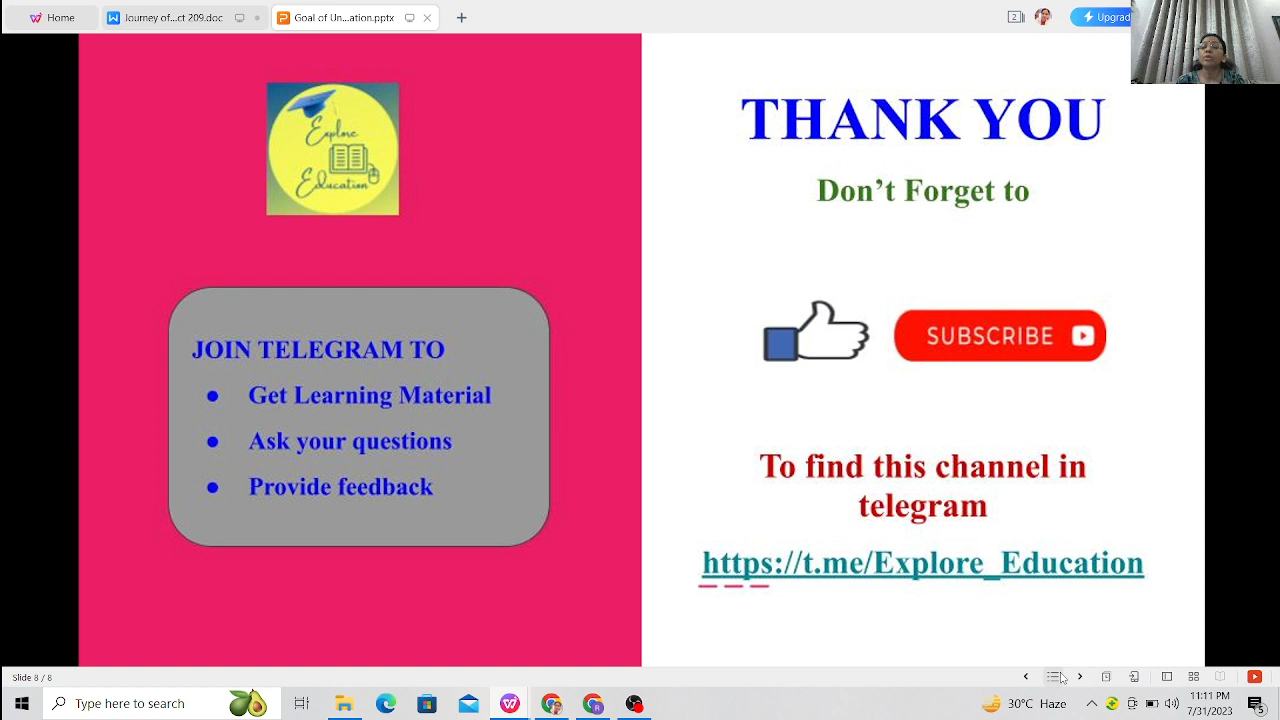 Home
Journey of...ct 209.doc
Goal of Un...ation.pptx
2
Upgrad
Explore
Education
JOIN TELEGRAM TO
● Get Learning Material
● Ask your questions
● Provide feedback
THANK YOU
Don’t Forget to
SUBSCRIBE
To find this channel in
telegram
https://t.me/Explore_Education
Slide 8 / 8
Type here to search
30°C Haze
11:11 PM
7/31/2023
5